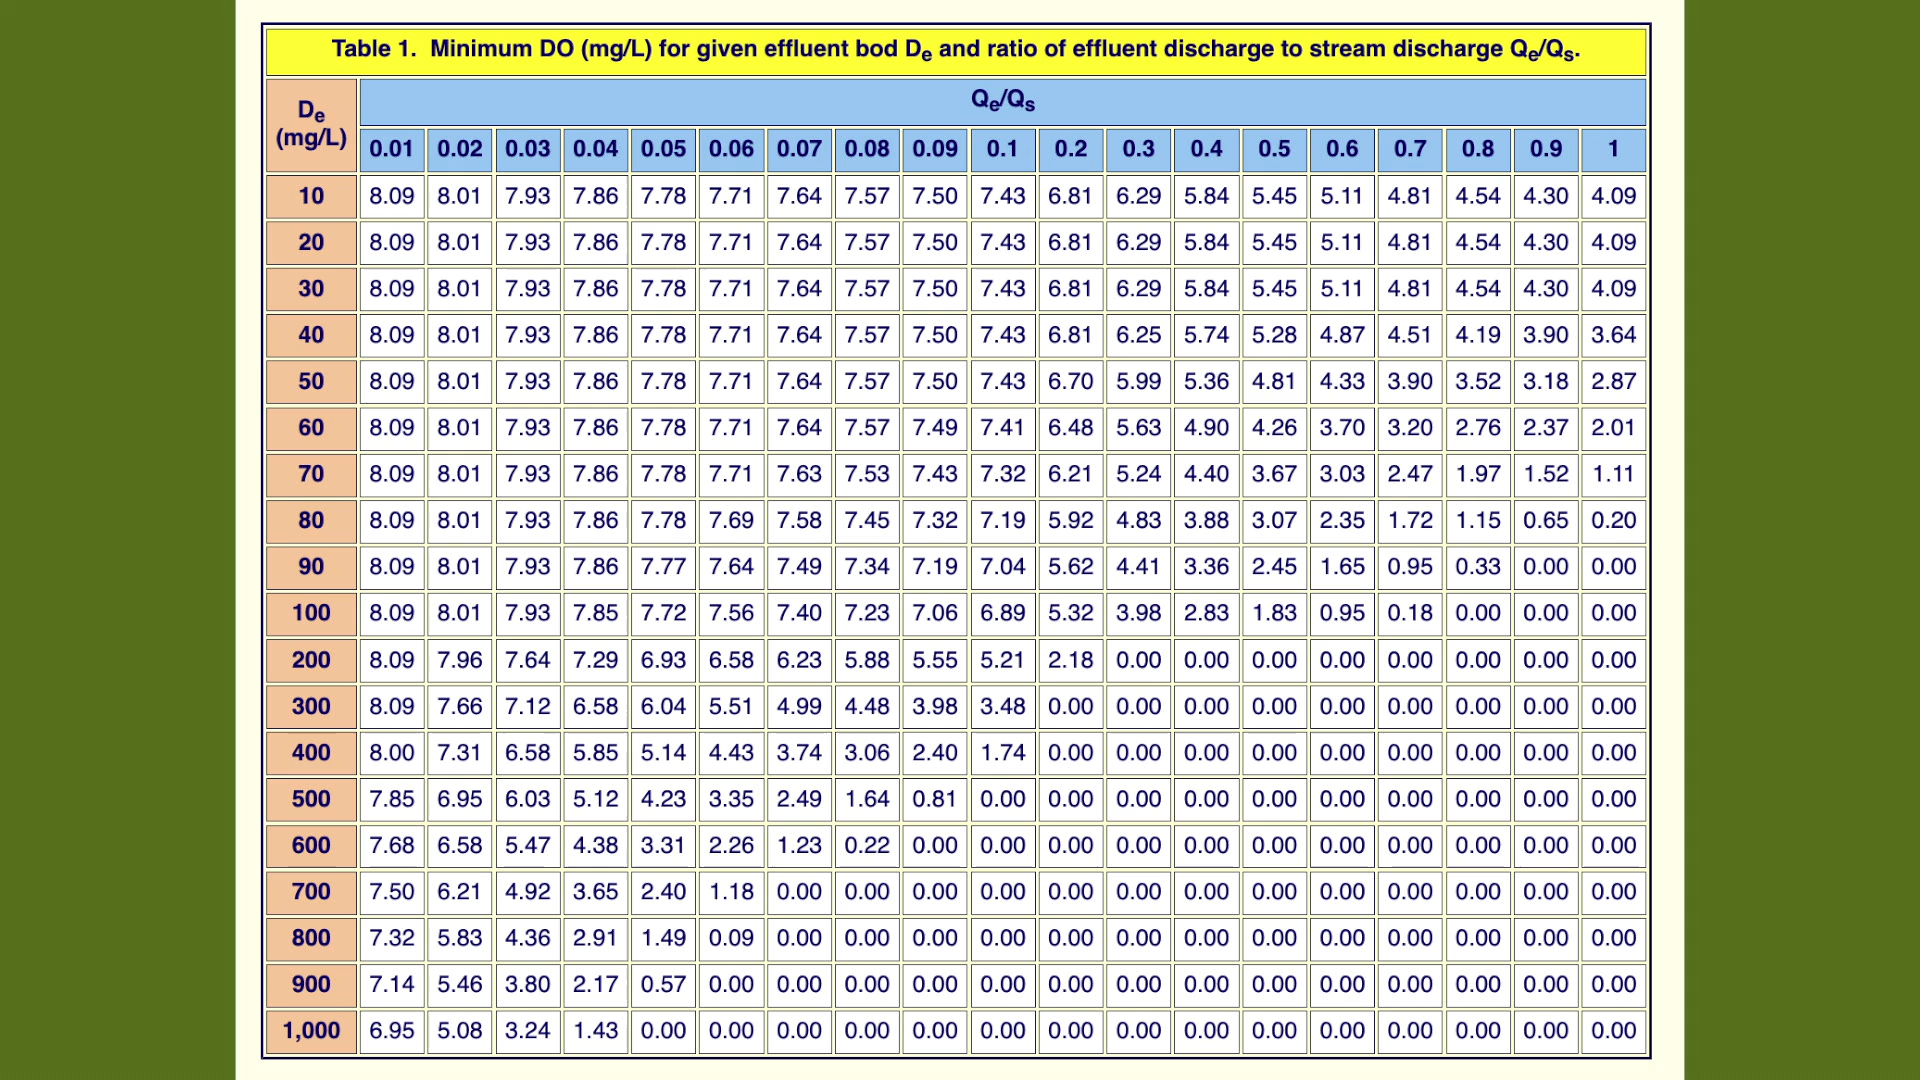 Table 1. Minimum DO (mg/L) for given effluent bod De and ratio of effluent discharge to stream discharge Qe/Qs.
De (mg/L) Qe/Qs
0.01 0.02 0.03 0.04 0.05 0.06 0.07 0.08 0.09 0.1 0.2 0.3 0.4 0.5 0.6 0.7 0.8 0.9 1
10 8.09 8.01 7.93 7.86 7.78 7.71 7.64 7.57 7.50 7.43 6.81 6.29 5.84 5.45 5.11 4.81 4.54 4.30 4.09
20 8.09 8.01 7.93 7.86 7.78 7.71 7.64 7.57 7.50 7.43 6.81 6.29 5.84 5.45 5.11 4.81 4.54 4.30 4.09
30 8.09 8.01 7.93 7.86 7.78 7.71 7.64 7.57 7.50 7.43 6.81 6.29 5.84 5.45 5.11 4.81 4.54 4.30 4.09
40 8.09 8.01 7.93 7.86 7.78 7.71 7.64 7.57 7.50 7.43 6.81 6.25 5.74 5.28 4.87 4.51 4.19 3.90 3.64
50 8.09 8.01 7.93 7.86 7.78 7.71 7.64 7.57 7.50 7.43 6.70 5.99 5.36 4.81 4.33 3.90 3.52 3.18 2.87
60 8.09 8.01 7.93 7.86 7.78 7.71 7.64 7.57 7.49 7.41 6.48 5.63 4.90 4.26 3.70 3.20 2.76 2.37 2.01
70 8.09 8.01 7.93 7.86 7.78 7.71 7.63 7.53 7.43 7.32 6.21 5.24 4.40 3.67 3.03 2.47 1.97 1.52 1.11
80 8.09 8.01 7.93 7.86 7.78 7.69 7.58 7.45 7.32 7.19 5.92 4.83 3.88 3.07 2.35 1.72 1.15 0.65 0.20
90 8.09 8.01 7.93 7.86 7.77 7.64 7.49 7.34 7.19 7.04 5.62 4.41 3.36 2.45 1.65 0.95 0.33 0.00 0.00
100 8.09 8.01 7.93 7.85 7.72 7.56 7.40 7.23 7.06 6.89 5.32 3.98 2.83 1.83 0.95 0.18 0.00 0.00 0.00
200 8.09 7.96 7.64 7.29 6.93 6.58 6.23 5.88 5.55 5.21 2.18 0.00 0.00 0.00 0.00 0.00 0.00 0.00 0.00
300 8.09 7.66 7.12 6.58 6.04 5.51 4.99 4.48 3.98 3.48 0.00 0.00 0.00 0.00 0.00 0.00 0.00 0.00 0.00
400 8.00 7.31 6.58 5.85 5.14 4.43 3.74 3.06 2.40 1.74 0.00 0.00 0.00 0.00 0.00 0.00 0.00 0.00 0.00
500 7.85 6.95 6.03 5.12 4.23 3.35 2.49 1.64 0.81 0.00 0.00 0.00 0.00 0.00 0.00 0.00 0.00 0.00 0.00
600 7.68 6.58 5.47 4.38 3.31 2.26 1.23 0.22 0.00 0.00 0.00 0.00 0.00 0.00 0.00 0.00 0.00 0.00 0.00
700 7.50 6.21 4.92 3.65 2.40 1.18 0.00 0.00 0.00 0.00 0.00 0.00 0.00 0.00 0.00 0.00 0.00 0.00 0.00
800 7.32 5.83 4.36 2.91 1.49 0.09 0.00 0.00 0.00 0.00 0.00 0.00 0.00 0.00 0.00 0.00 0.00 0.00 0.00
900 7.14 5.46 3.80 2.17 0.57 0.00 0.00 0.00 0.00 0.00 0.00 0.00 0.00 0.00 0.00 0.00 0.00 0.00 0.00
1,000 6.95 5.08 3.24 1.43 0.00 0.00 0.00 0.00 0.00 0.00 0.00 0.00 0.00 0.00 0.00 0.00 0.00 0.00 0.00